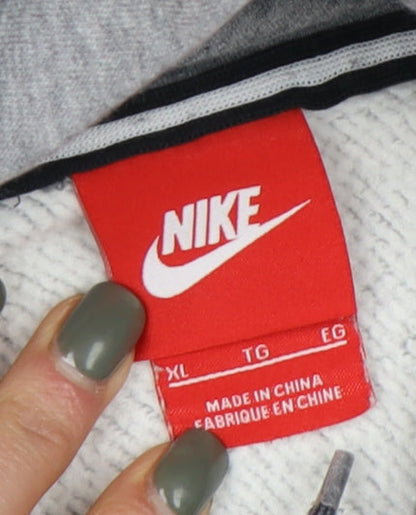 NIKE
XL TG EG
MADE IN CHINA
FABRIQUE EN CHINE